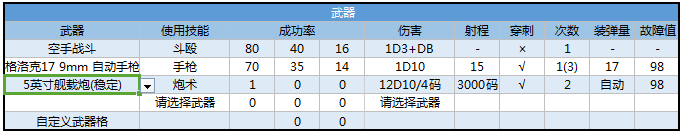 武器
武器 使用技能 成功率 伤害 射程 穿刺 次数 装弹量 故障值
空手战斗 斗殴 80 40 16 1D3+DB - × 1 - -
格洛克17 9mm 自动手枪 手枪 70 35 14 1D10 15 √ 1(3) 17 98
5英寸舰载炮(稳定) 炮术 1 0 0 12D10/4码 3000码 √ 2 自动 98
请选择武器 0 0 0 请选择武器
自定义武器格 0 0